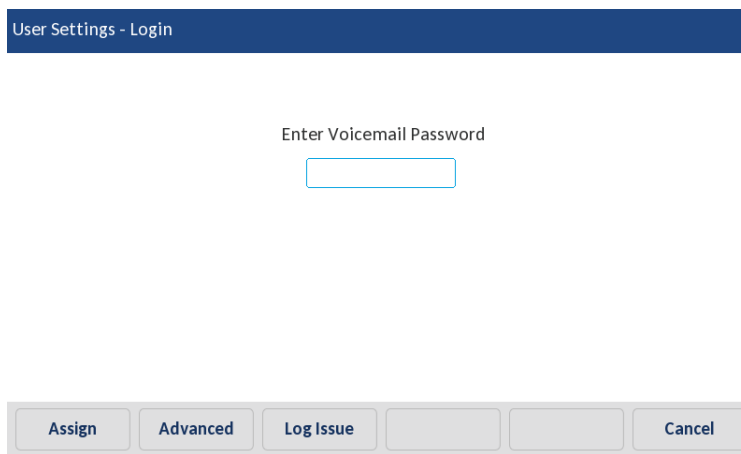 User Settings - Login
Enter Voicemail Password
Assign Advanced Log Issue Cancel